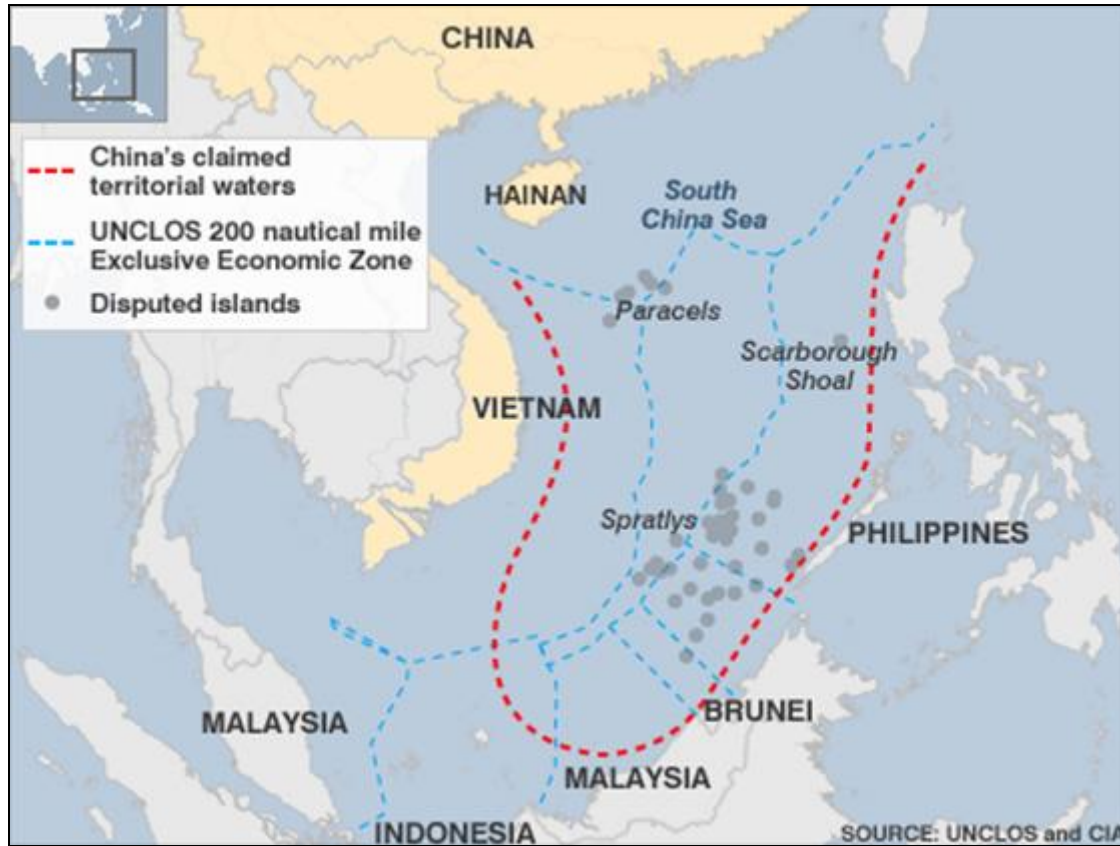 CHINA
China's claimed
territorial waters
UNCLOS 200 nautical mile
Exclusive Economic Zone
Disputed islands
HAINAN
South
China Sea
Paracels
Scarborough
Shoal
VIETNAM
Spratlys
PHILIPPINES
MALAYSIA
BRUNEI
MALAYSIA
INDONESIA
SOURCE: UNCLOS and CIA